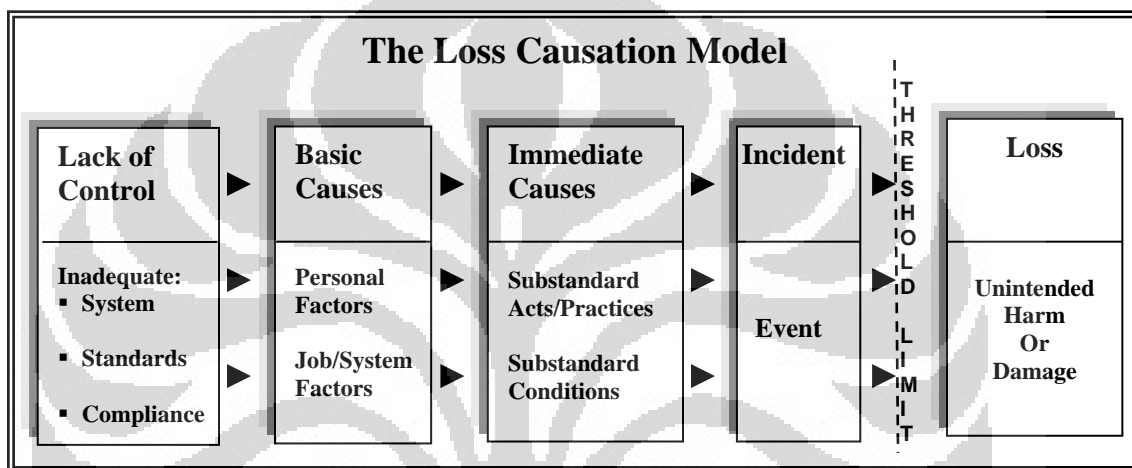 The Loss Causation Model
Lack of
Control
Inadequate:
▪ System
▪ Standards
▪ Compliance
Basic
Causes
Personal
Factors
Job/System
Factors
Immediate
Causes
Substandard
Acts/Practices
Substandard
Conditions
Incident
Event
THRESHOLD LIMIT
Loss
Unintended
Harm
Or
Damage